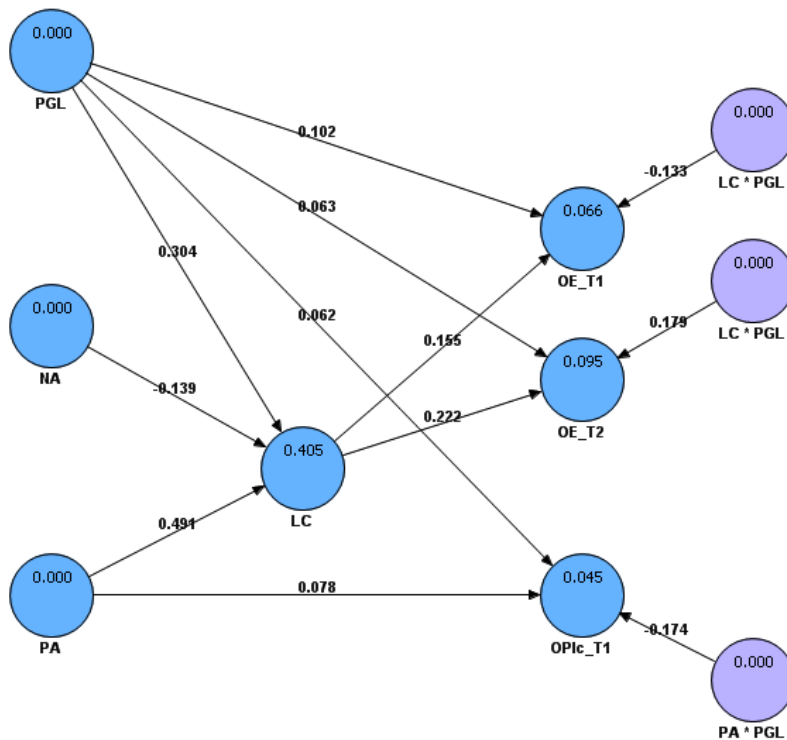 0.000
PGL
0.000
0.102
-0.133
LC * PGL
0.066
OE_T1
0.063
0.304
0.000
0.179
LC * PGL
0.000
NA
0.062
0.155
0.095
OE_T2
-0.139
0.222
0.405
LC
0.491
0.000
PA
0.078
0.045
OPIc_T1
-0.174
0.000
PA * PGL